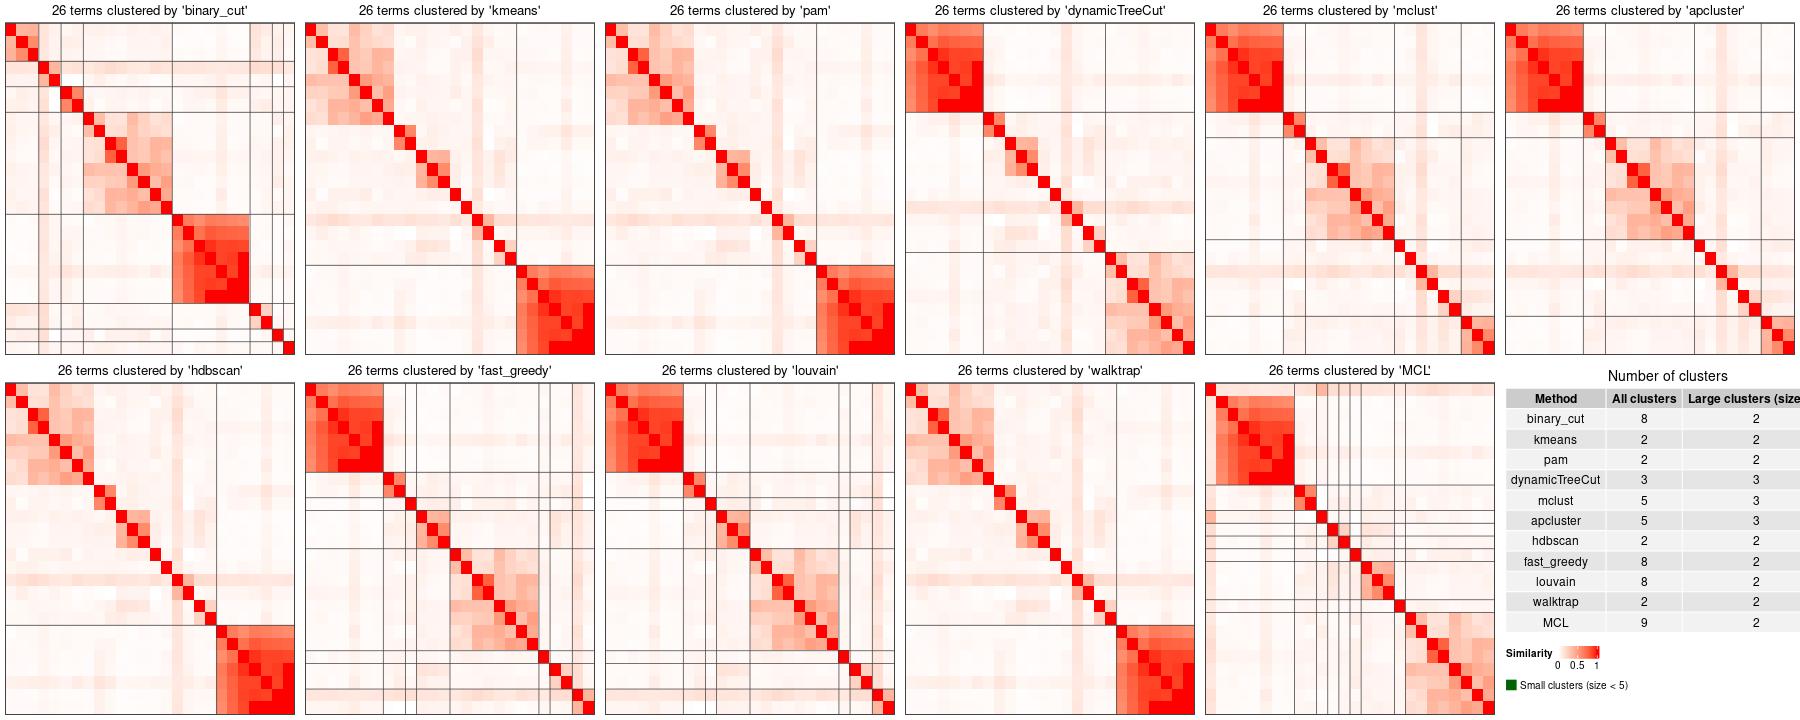 26 terms clustered by 'binary_cut'
26 terms clustered by 'kmeans'
26 terms clustered by 'pam'
26 terms clustered by 'dynamicTreeCut'
26 terms clustered by 'mclust'
26 terms clustered by 'apcluster'
26 terms clustered by 'hdbscan'
26 terms clustered by 'fast_greedy'
26 terms clustered by 'louvain'
26 terms clustered by 'walktrap'
26 terms clustered by 'MCL'
Number of clusters
Method All clusters Large clusters (size
binary_cut 8 2
kmeans 2 2
pam 2 2
dynamicTreeCut 3 3
mclust 5 3
apcluster 5 3
hdbscan 2 2
fast_greedy 8 2
louvain 8 2
walktrap 2 2
MCL 9 2
Similarity
0 0.5 1
Small clusters (size < 5)